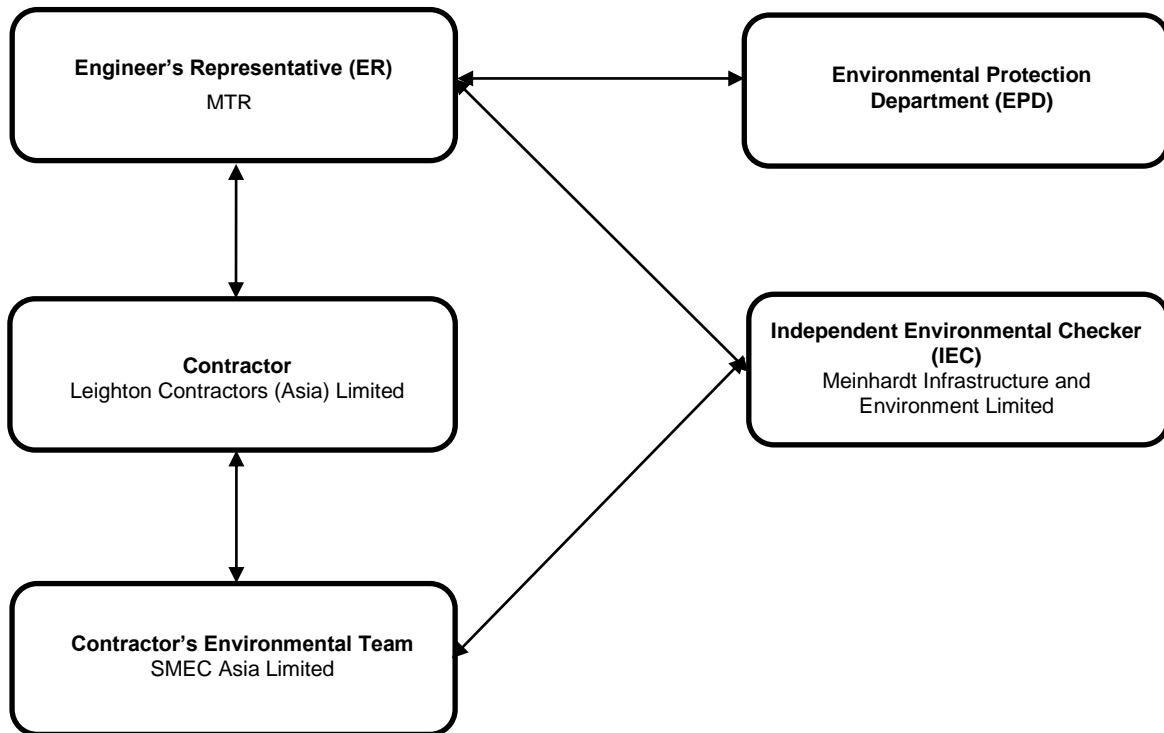 Engineer’s Representative (ER)
MTR
Environmental Protection
Department (EPD)
Contractor
Leighton Contractors (Asia) Limited
Independent Environmental Checker
(IEC)
Meinhardt Infrastructure and
Environment Limited
Contractor’s Environmental Team
SMEC Asia Limited